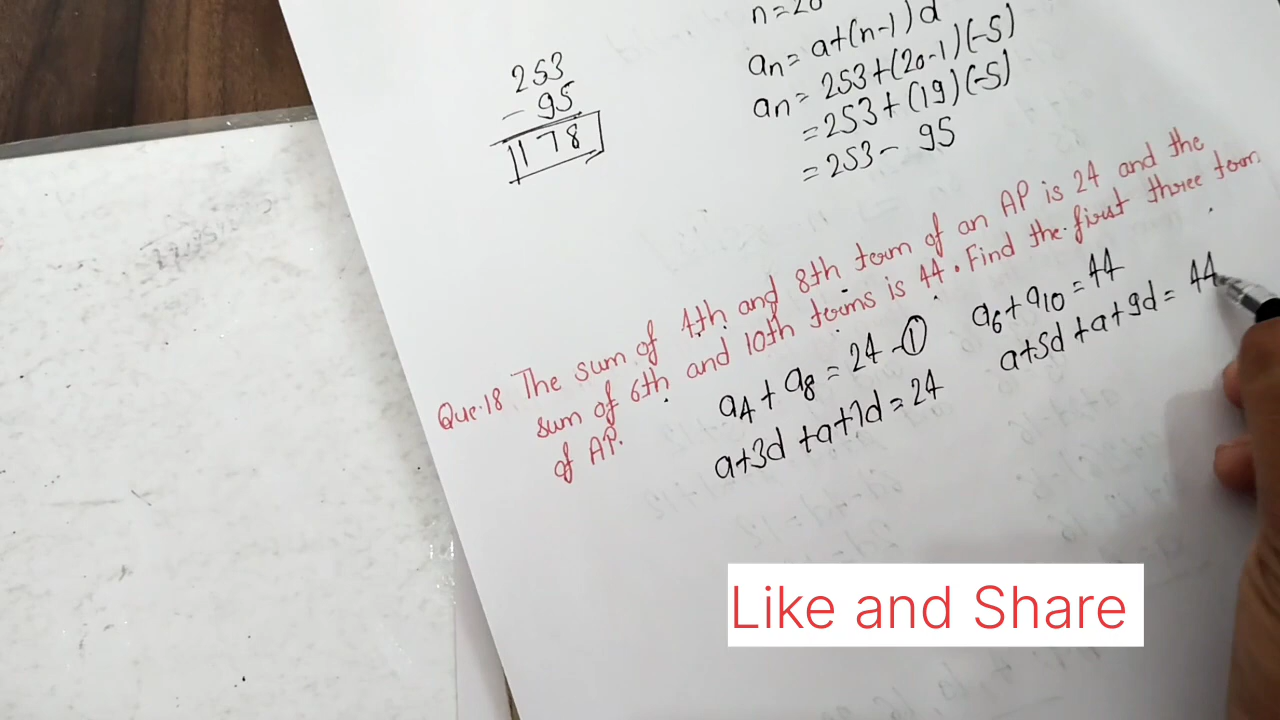 n=20
an= a+(n-1)d
an= 253+(20-1)(-5)
=253+(19)(-5)
=253- 95
253
- 95
1178
Que.18 The sum of 4th and 8th term of an AP is 24 and the
sum of 6th and 10th terms is 44. Find the first three term
of AP.
a4+a8=24-①
a+3d+a+7d=24
a6+a10=44
a+5d+a+9d=44
Like and Share